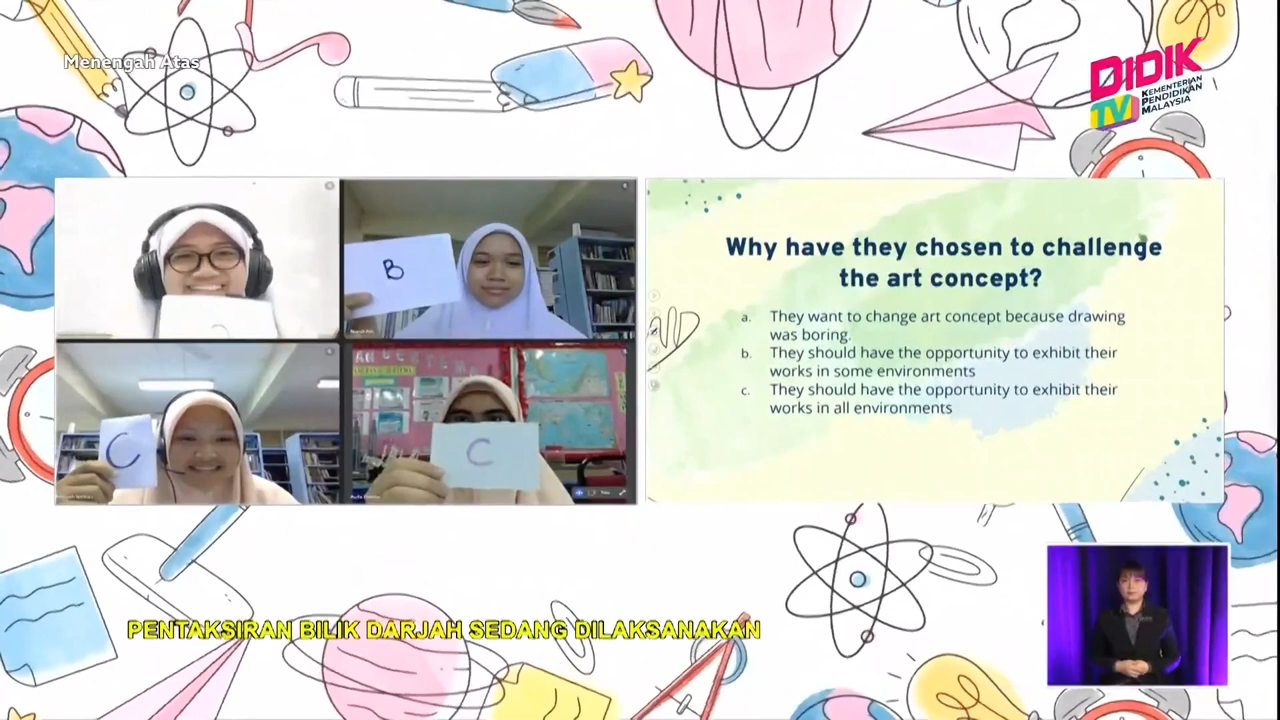 Menengah Atas
DIDIK
TV
KEMENTERIAN
PENDIDIKAN
MALAYSIA
B
C
C
C
Why have they chosen to challenge
the art concept?
a. They want to change art concept because drawing
was boring.
b. They should have the opportunity to exhibit their
works in some environments
c. They should have the opportunity to exhibit their
works in all environments
PENTAKSIRAN BILIK DARJAH SEDANG DILAKSANAKAN